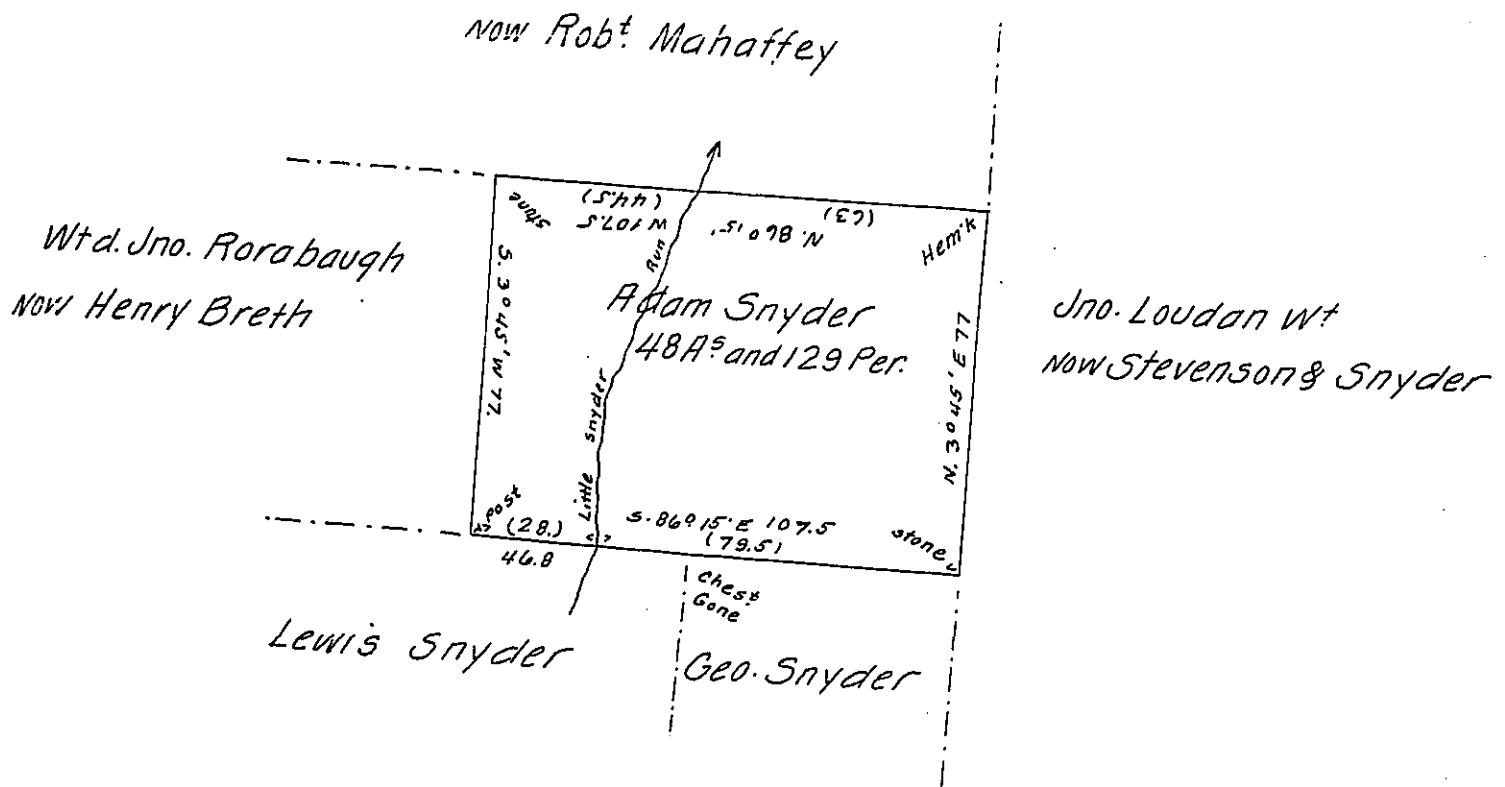 Now Robt. Mahaffey
Wtd. Jno. Rorabaugh
Now Henry Breth
Stone
(44.5)
N. 86° 15'
W 107.5
(63)
Hem'k
S. 3° 45' W 77.
Run
Adam Snyder
48 As and 129 Per.
N. 3° 45' E 77
Jno. Loudan Wt
Now Stevenson & Snyder
Little Snyder
Post
(28.)
46.8
S. 86° 15' E 107.5
(79.5)
Stone
Chest
Gone
Lewis Snyder
Geo. Snyder